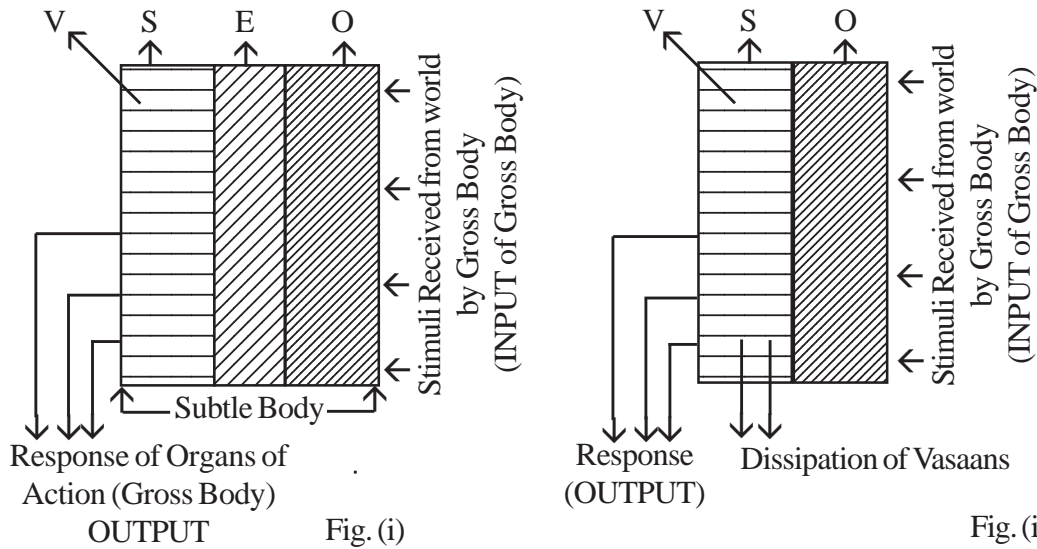 V S E O
Stimuli Received from world
by Gross Body
(INPUT of Gross Body)
Subtle Body
Response of Organs of
Action (Gross Body)
OUTPUT
Fig. (i)
V S O
Stimuli Received from world
by Gross Body
(INPUT of Gross Body)
Response
(OUTPUT)
Dissipation of Vasaans
Fig. (i